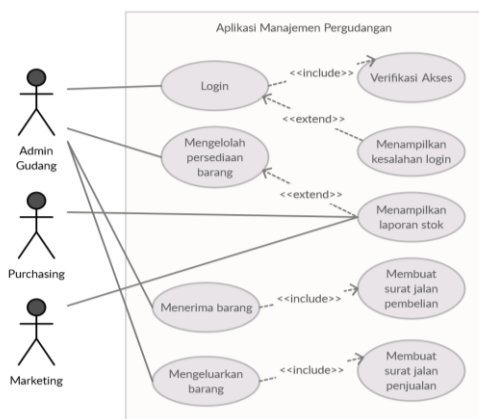 Aplikasi Manajemen Pergudangan
Login
<<include>>
Verifikasi Akses
<<extend>>
Admin
Gudang
Mengelolah
persediaan
barang
Menampilkan
kesalahan login
<<extend>>
Purchasing
Menampilkan
laporan stok
Menerima barang
<<include>>
Membuat
surat jalan
pembelian
Marketing
Mengeluarkan
barang
<<include>>
Membuat
surat jalan
penjualan